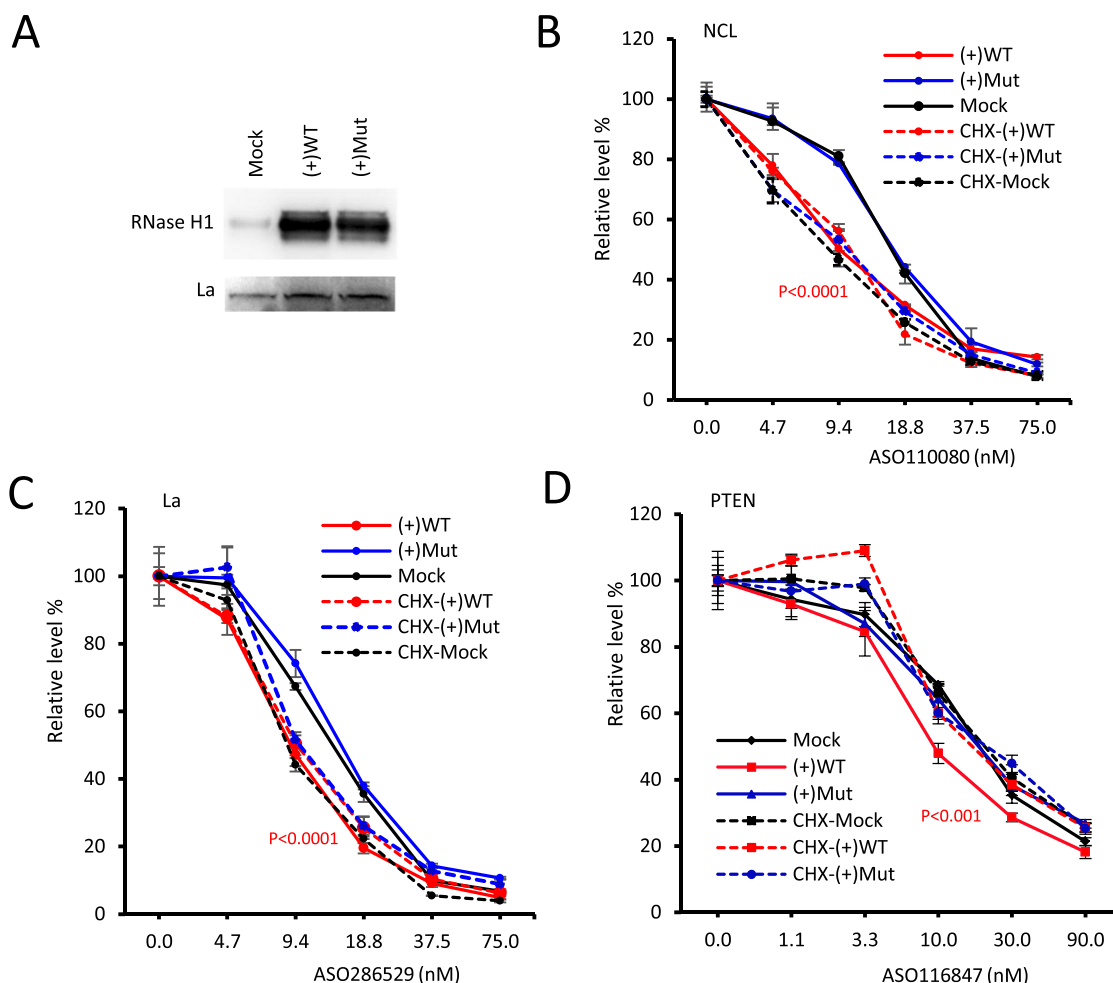 A
Mock
(+)WT
(+)Mut
RNase H1
La
B
NCL
Relative level %
120
100
80
60
40
20
0
(+)WT
(+)Mut
Mock
CHX-(+)WT
CHX-(+)Mut
CHX-Mock
P<0.0001
0.0 4.7 9.4 18.8 37.5 75.0
ASO110080 (nM)
C
La
Relative level %
120
100
80
60
40
20
0
(+)WT
(+)Mut
Mock
CHX-(+)WT
CHX-(+)Mut
CHX-Mock
P<0.0001
0.0 4.7 9.4 18.8 37.5 75.0
ASO286529 (nM)
D
PTEN
Relative level %
120
100
80
60
40
20
0
Mock
(+)WT
(+)Mut
CHX-Mock
CHX-(+)WT
CHX-(+)Mut
P<0.001
0.0 1.1 3.3 10.0 30.0 90.0
ASO116847 (nM)